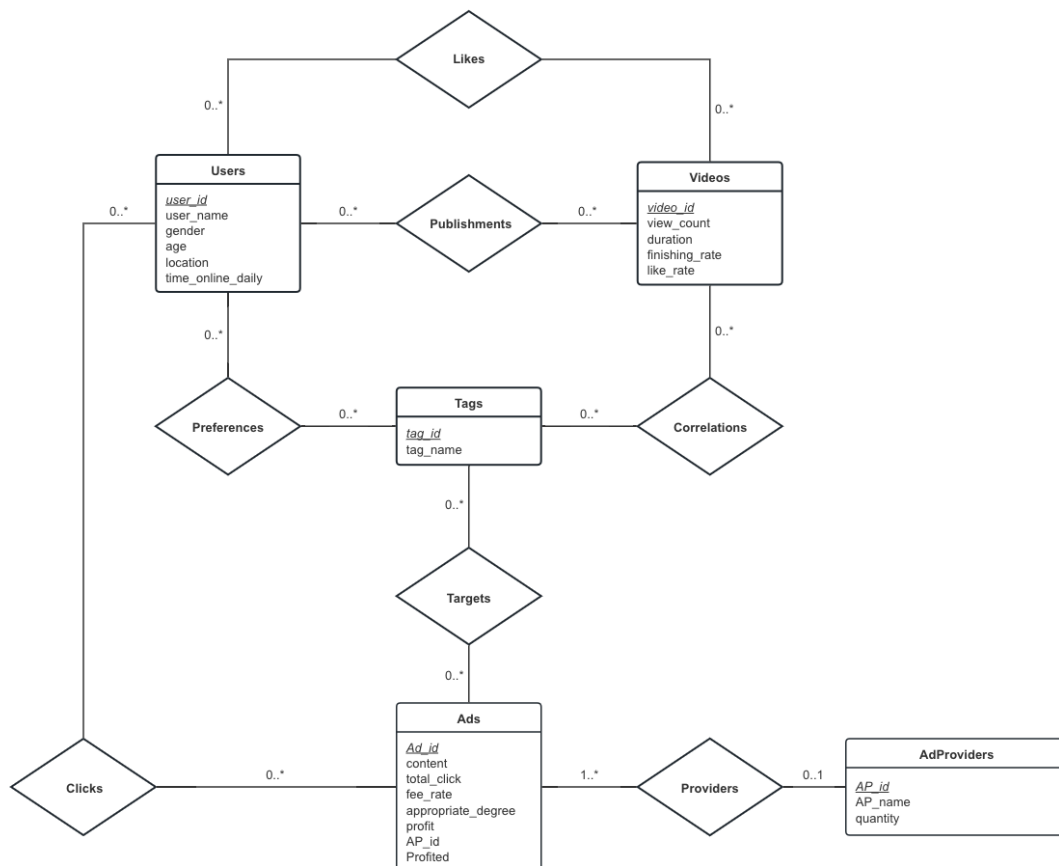 Likes
0..*
0..*
Users
user_id
user_name
gender
age
location
time_online_daily
Videos
video_id
view_count
duration
finishing_rate
like_rate
0..*
0..*
Publishments
0..*
0..*
0..*
Preferences
0..*
Tags
tag_id
tag_name
0..*
Correlations
0..*
Targets
0..*
Ads
Ad_id
content
total_click
fee_rate
appropriate_degree
profit
AP_id
Profited
Clicks
0..*
1..*
Providers
0..1
AdProviders
AP_id
AP_name
quantity